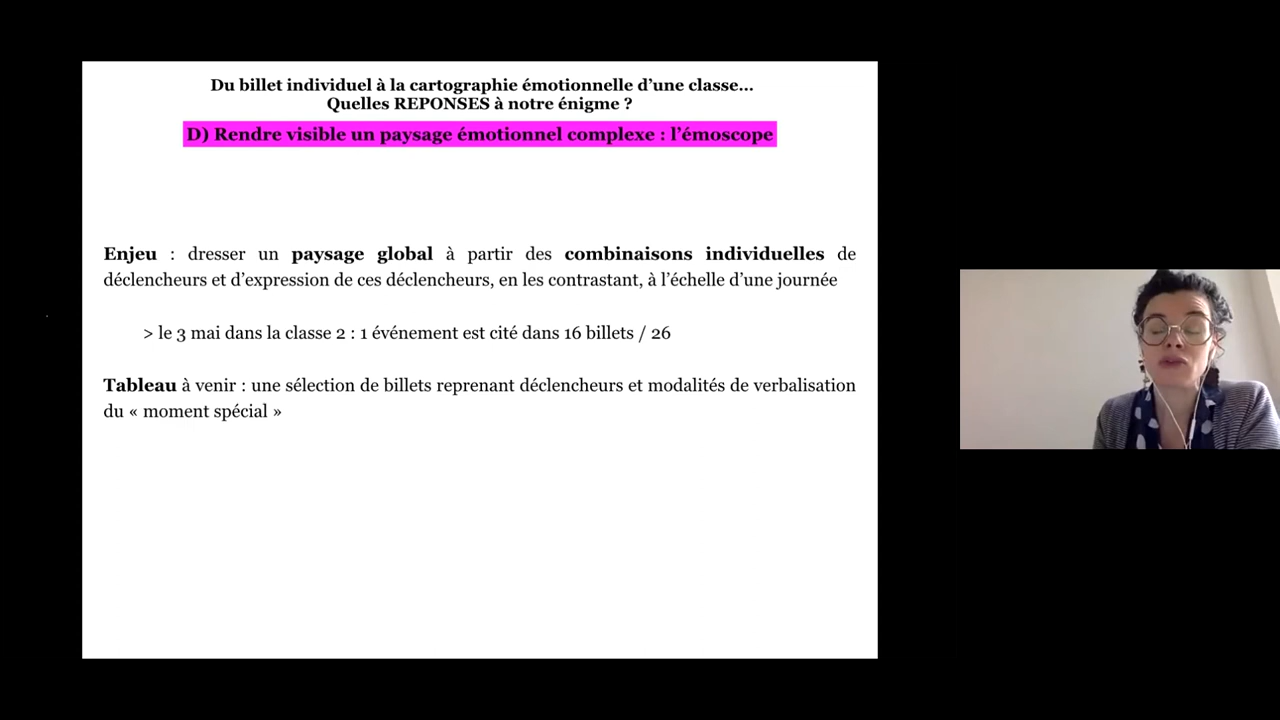 Du billet individuel à la cartographie émotionnelle d’une classe…
Quelles REPONSES à notre énigme ?
D) Rendre visible un paysage émotionnel complexe : l’émoscope
Enjeu : dresser un paysage global à partir des combinaisons individuelles de
déclencheurs et d’expression de ces déclencheurs, en les contrastant, à l’échelle d’une journée
> le 3 mai dans la classe 2 : 1 événement est cité dans 16 billets / 26
Tableau à venir : une sélection de billets reprenant déclencheurs et modalités de verbalisation
du « moment spécial »